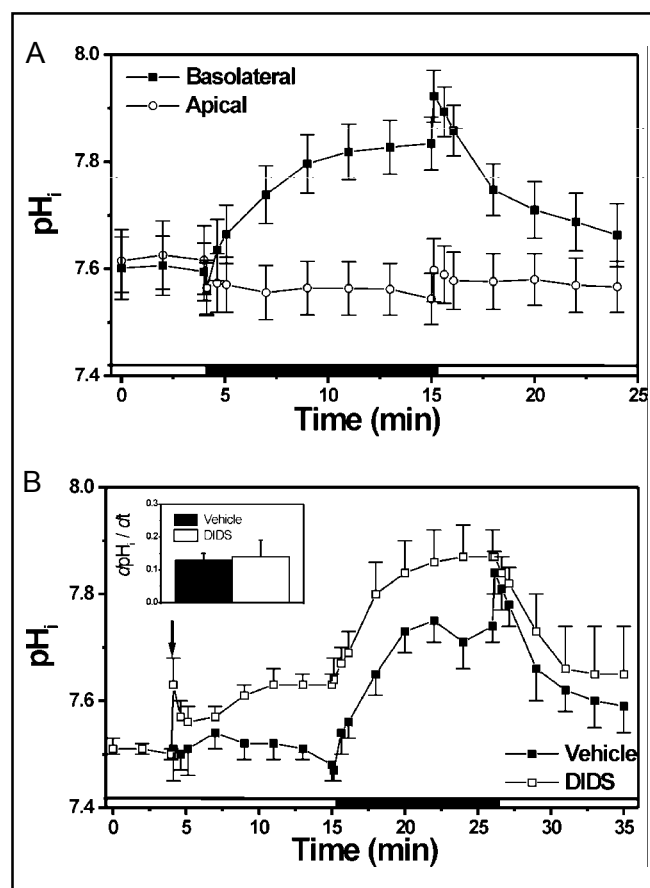 A
8.0
Basolateral
Apical
7.8
pHi
7.6
7.4
0 5 10 15 20 25
Time (min)
B
8.0
0.3
Vehicle
DIDS
dpHi / dt
0.2
0.1
0.0
7.8
pHi
7.6
Vehicle
DIDS
7.4
0 5 10 15 20 25 30 35
Time (min)